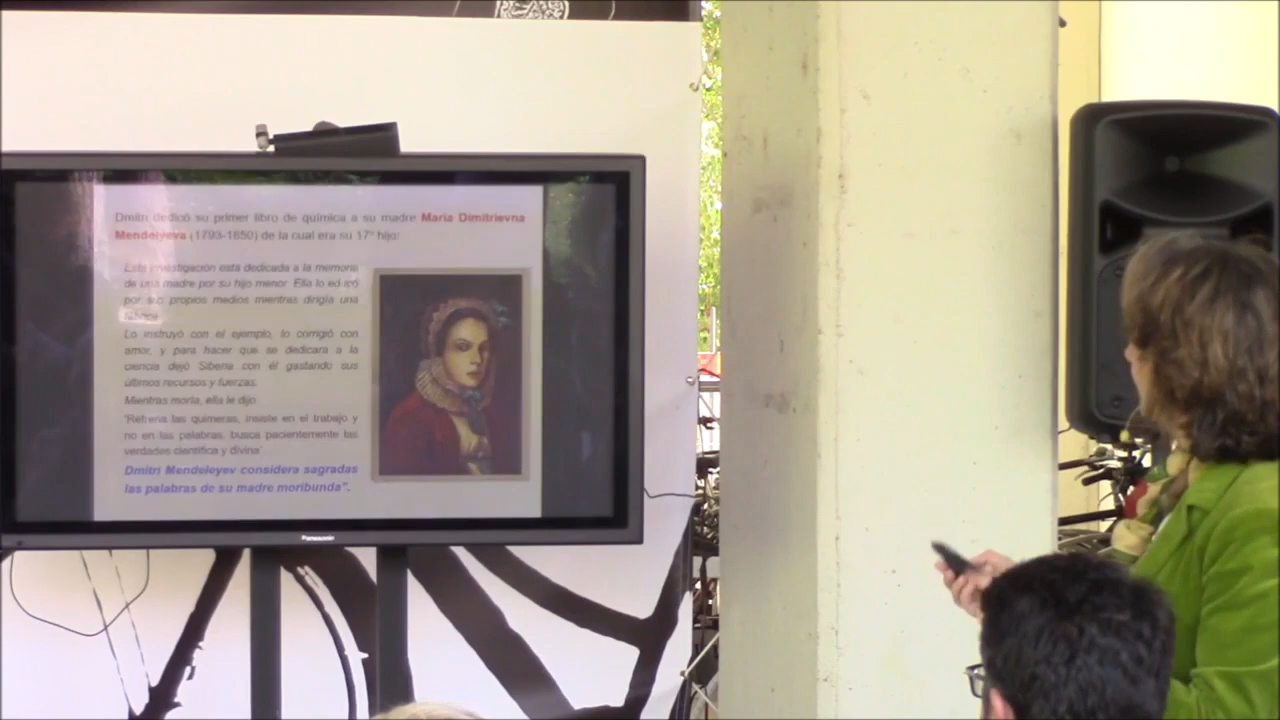 Dmitri dedicó su primer libro de química a su madre Maria Dimitrievna
Mendeleyeva (1793-1850) de la cual era su 17º hijo:
Esta investigación está dedicada a la memoria
de una madre por su hijo menor. Ella lo educó
por sus propios medios mientras dirigía una
fábrica.
Lo instruyó con el ejemplo, lo corrigió con
amor, y para hacer que se dedicara a la
ciencia dejó Siberia con él gastando sus
últimos recursos y fuerzas.
Mientras moría, ella le dijo
'Refrena las quimeras, insiste en el trabajo y
no en las palabras, busca pacientemente las
verdades científica y divina'
Dmitri Mendeleyev considera sagradas
las palabras de su madre moribunda".
Panasonic